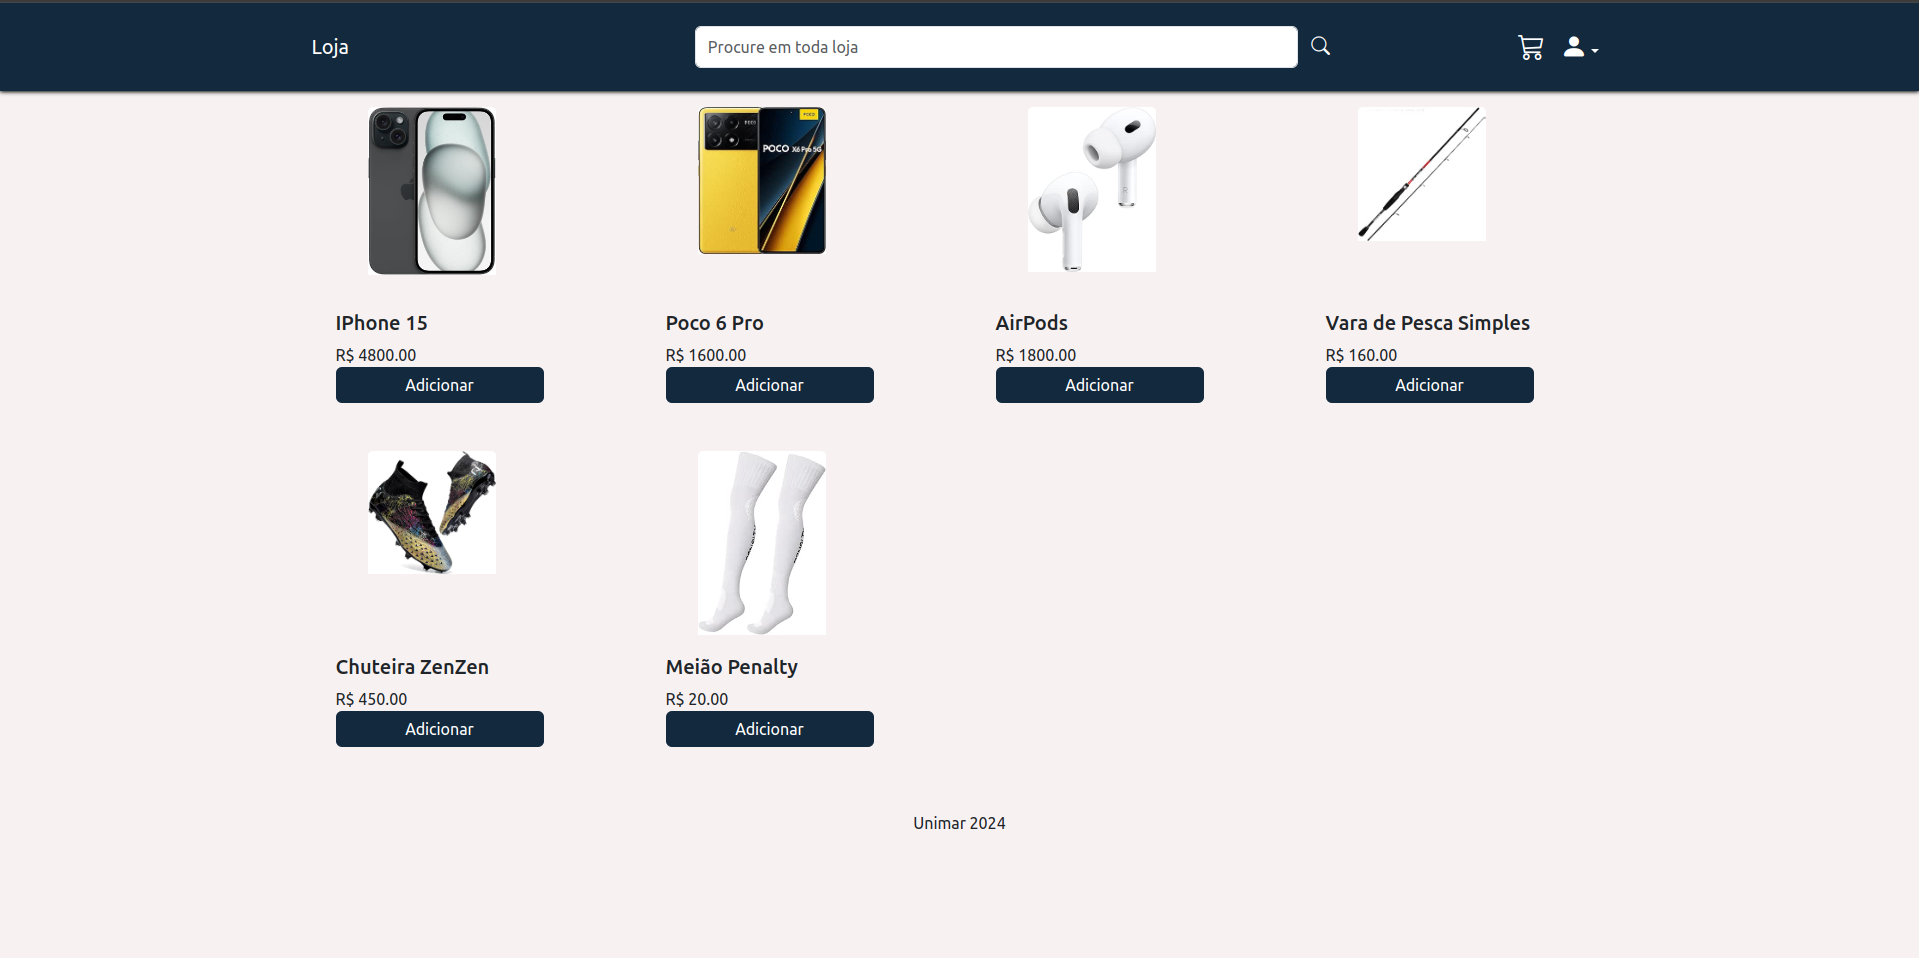 Loja
Procure em toda loja
POCO
POCO X6 Pro 5G
IPhone 15
Poco 6 Pro
AirPods
Vara de Pesca Simples
R$ 4800.00
R$ 1600.00
R$ 1800.00
R$ 160.00
Adicionar
Adicionar
Adicionar
Adicionar
Chuteira ZenZen
Meião Penalty
R$ 450.00
R$ 20.00
Adicionar
Adicionar
Unimar 2024